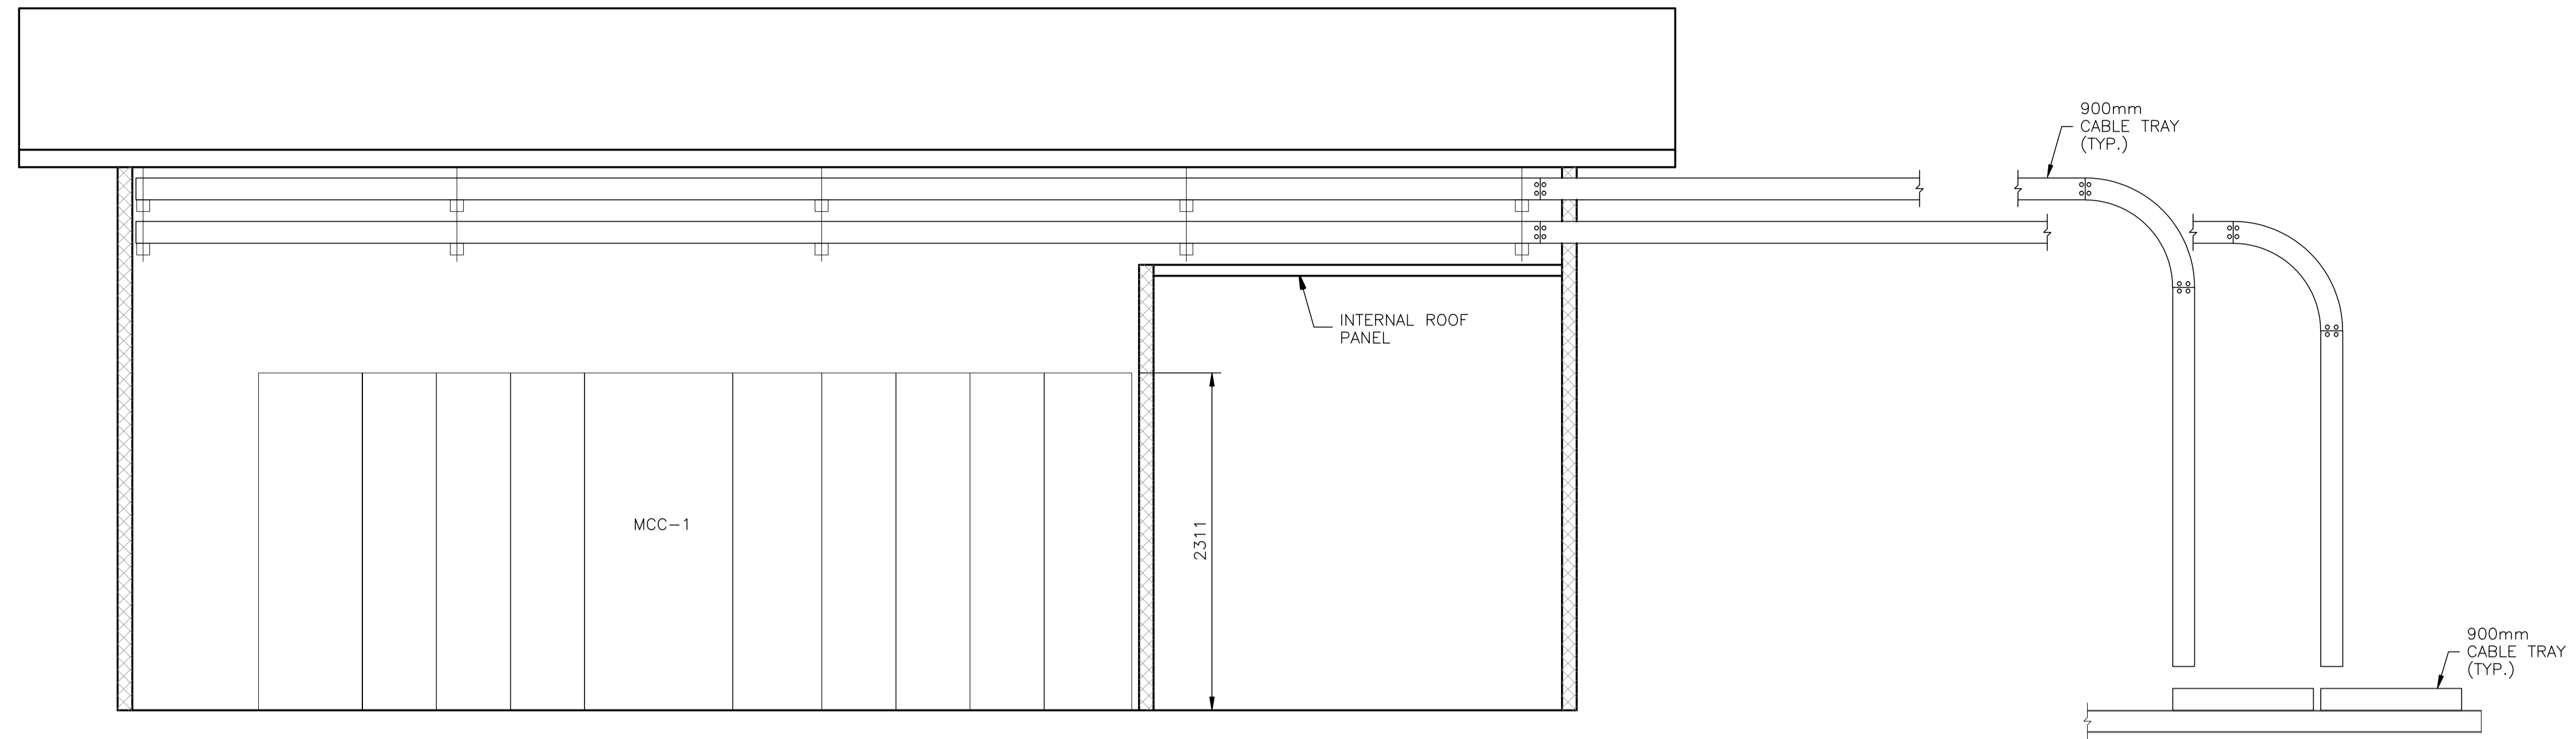 900mm
CABLE TRAY
(TYP.)
INTERNAL ROOF
PANEL
MCC-1
2311
900mm
CABLE TRAY
(TYP.)